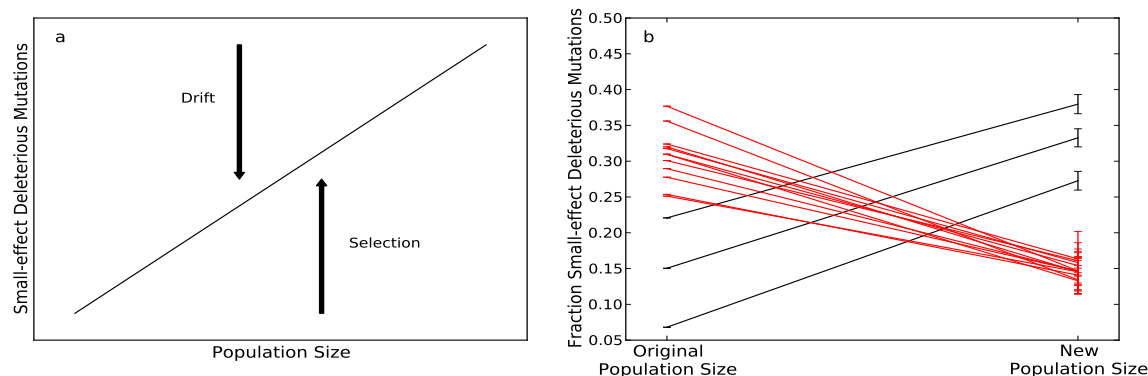 a
Drift
Selection
Small-effect Deleterious Mutations
Population Size
b
Fraction Small-effect Deleterious Mutations
0.50
0.45
0.40
0.35
0.30
0.25
0.20
0.15
0.10
0.05
Original
Population Size
New
Population Size